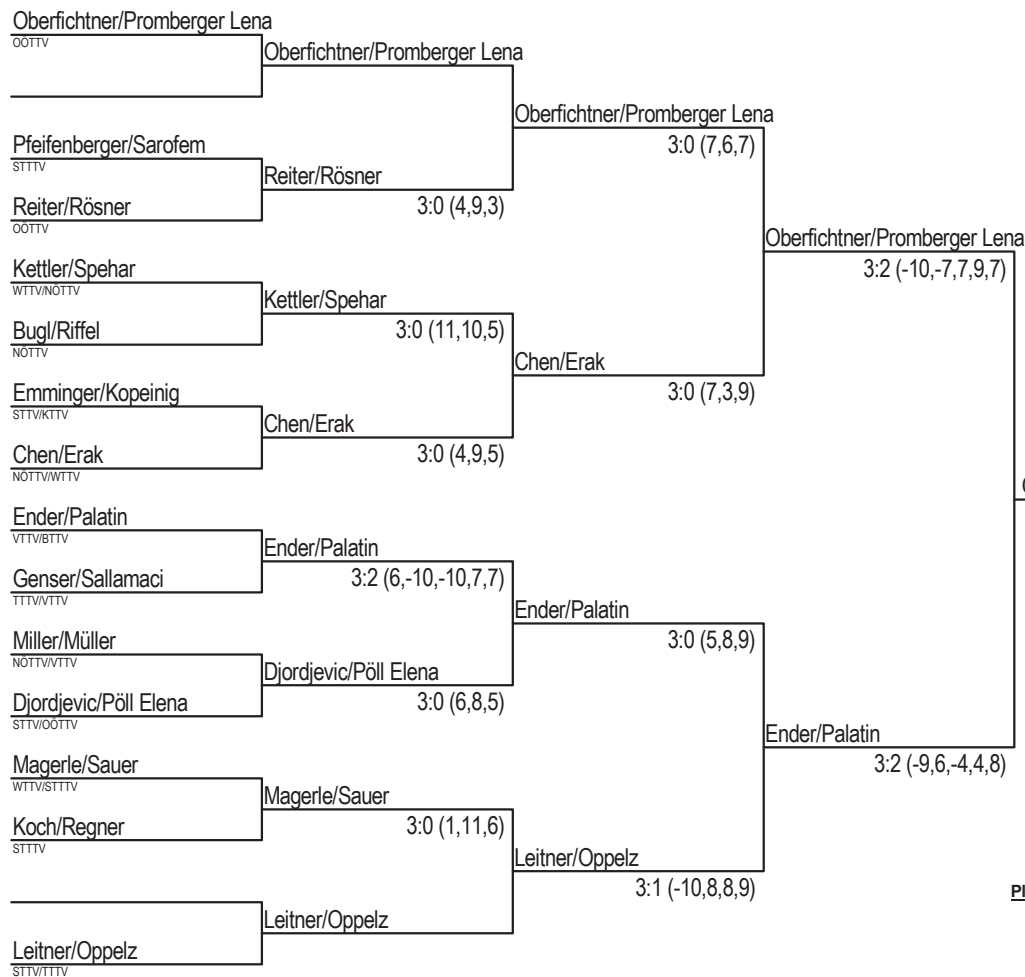 Oberfichtner/Promberger Lena
OÖTTV
Oberfichtner/Promberger Lena
Oberfichtner/Promberger Lena
Pfeifenberger/Sarofem
3:0 (7,6,7)
STTTV
Reiter/Rösner
Reiter/Rösner
3:0 (4,9,3)
OÖTTV
Oberfichtner/Promberger Lena
Kettler/Spehar
3:2 (-10,-7,7,9,7)
WTTV/NÖTTV
Kettler/Spehar
Bugl/Riffel
3:0 (11,10,5)
NÖTTV
Chen/Erak
Emminger/Kopeinig
3:0 (7,3,9)
STTV/KTTV
Chen/Erak
Chen/Erak
3:0 (4,9,5)
NÖTTV/WTTV
Ender/Palatin
VTTV/BTTV
Ender/Palatin
Genser/Sallamaci
3:2 (6,-10,-10,7,7)
TTTV/VTTV
Ender/Palatin
Miller/Müller
3:0 (5,8,9)
NÖTTV/VTTV
Djordjevic/Pöll Elena
Djordjevic/Pöll Elena
3:0 (6,8,5)
STTV/OÖTTV
Ender/Palatin
Magerle/Sauer
3:2 (-9,6,-4,4,8)
WTTV/STTTV
Magerle/Sauer
Koch/Regner
3:0 (1,11,6)
STTTV
Leitner/Oppelz
3:1 (-10,8,8,9)
Leitner/Oppelz
Leitner/Oppelz
STTV/TTTV